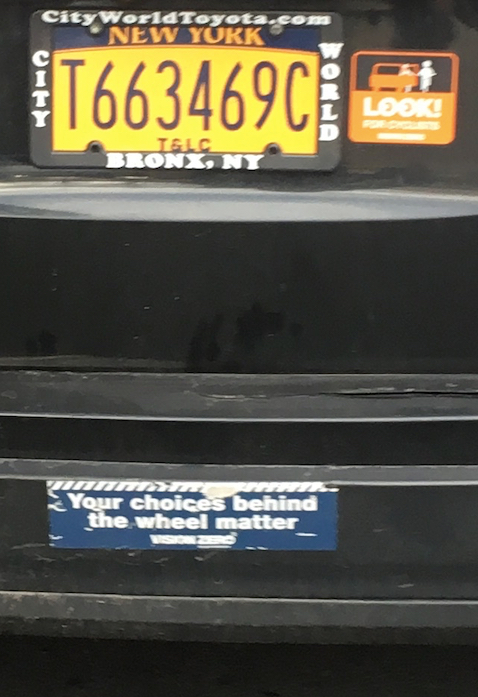 CityWorldToyota.com
NEW YORK
CITY
T663469C
WORLD
T&LC
BRONX, NY
LOOK!
FOR CYCLISTS
Your choices behind
the wheel matter
VISION ZERO